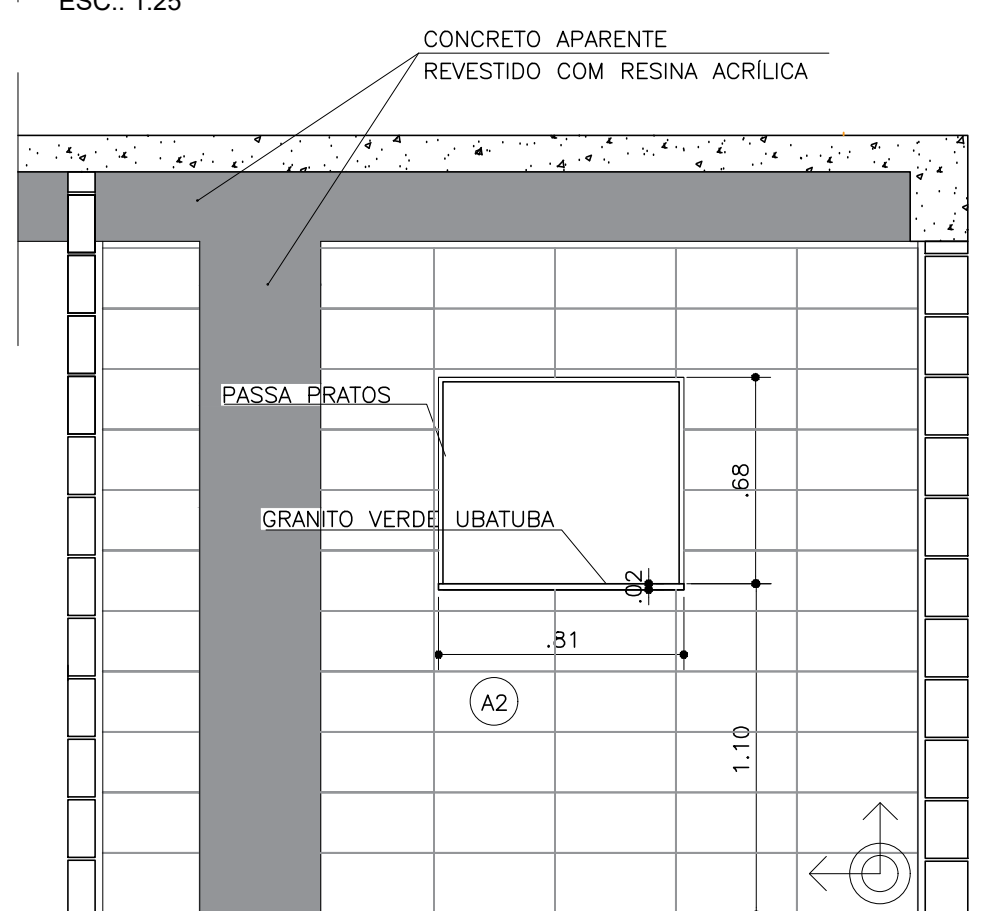 ESC.: 1:25
CONCRETO APARENTE
REVESTIDO COM RESINA ACRÍLICA
PASSA PRATOS
.68
GRANITO VERDE UBATUBA
.02
.81
A2
1.10